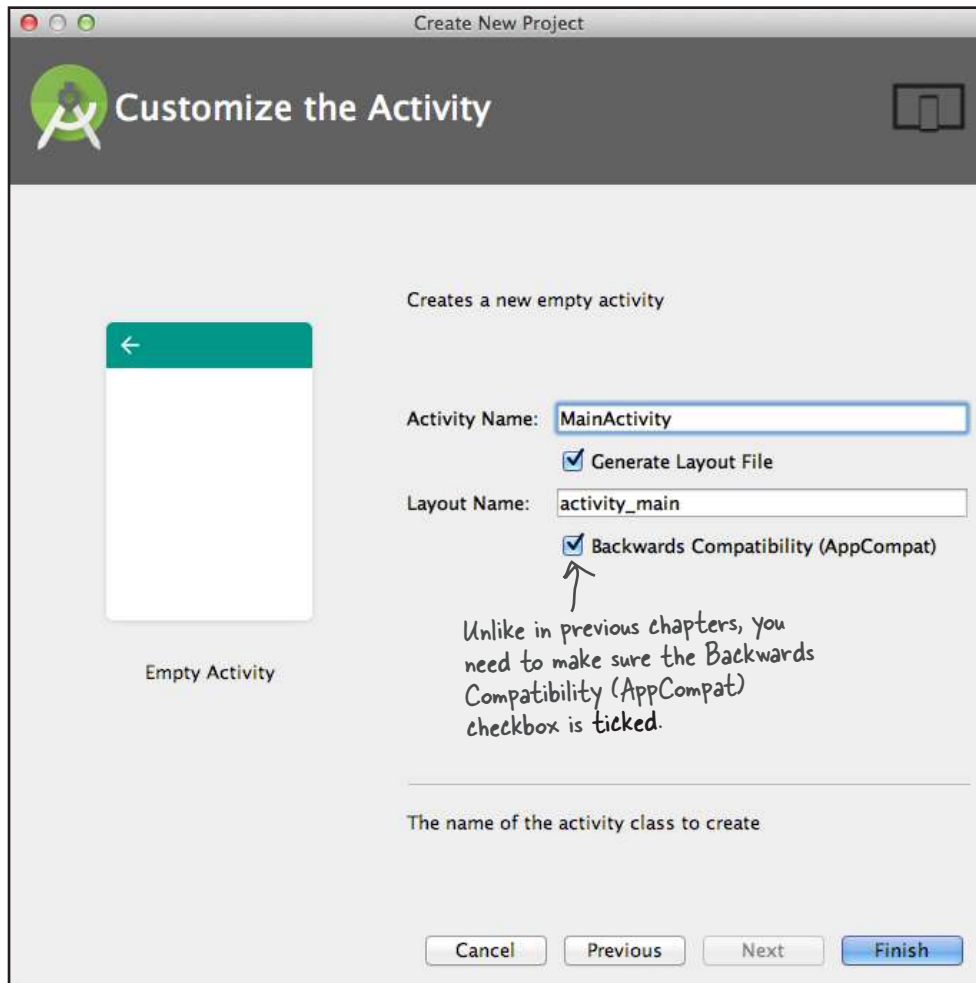 Create New Project
Customize the Activity
Creates a new empty activity
Activity Name: MainActivity
Generate Layout File
Layout Name: activity_main
Backwards Compatibility (AppCompat)
Unlike in previous chapters, you
need to make sure the Backwards
Compatibility (AppCompat)
checkbox is ticked.
Empty Activity
The name of the activity class to create
Cancel Previous Next Finish